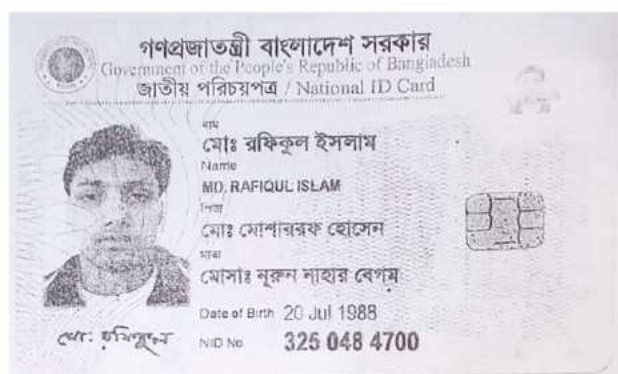 গণপ্রজাতন্ত্রী বাংলাদেশ সরকার
Government of the People's Republic of Bangladesh
জাতীয় পরিচয়পত্র / National ID Card
নাম
মোঃ রফিকুল ইসলাম
Name
MD. RAFIQUL ISLAM
পিতা
মোঃ মোশাররফ হোসেন
মাতা
মোসাঃ নূরুন নাহার বেগম
Date of Birth 20 Jul 1988
মো: রফিকুল
NID No 325 048 4700